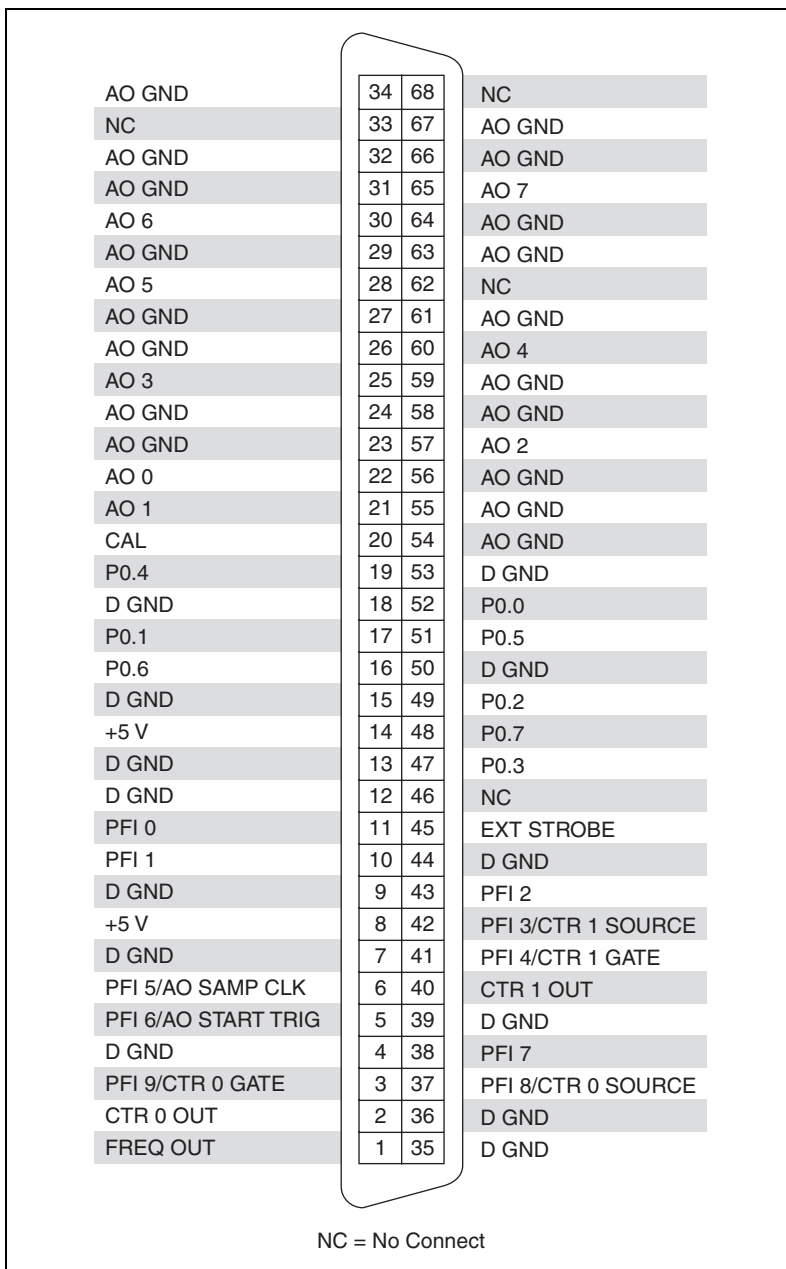 AO GND 34 68 NC
NC 33 67 AO GND
AO GND 32 66 AO GND
AO GND 31 65 AO 7
AO 6 30 64 AO GND
AO GND 29 63 AO GND
AO 5 28 62 NC
AO GND 27 61 AO GND
AO GND 26 60 AO 4
AO 3 25 59 AO GND
AO GND 24 58 AO GND
AO GND 23 57 AO 2
AO 0 22 56 AO GND
AO 1 21 55 AO GND
CAL 20 54 AO GND
P0.4 19 53 D GND
D GND 18 52 P0.0
P0.1 17 51 P0.5
P0.6 16 50 D GND
D GND 15 49 P0.2
+5 V 14 48 P0.7
D GND 13 47 P0.3
D GND 12 46 NC
PFI 0 11 45 EXT STROBE
PFI 1 10 44 D GND
D GND 9 43 PFI 2
+5 V 8 42 PFI 3/CTR 1 SOURCE
D GND 7 41 PFI 4/CTR 1 GATE
PFI 5/AO SAMP CLK 6 40 CTR 1 OUT
PFI 6/AO START TRIG 5 39 D GND
D GND 4 38 PFI 7
PFI 9/CTR 0 GATE 3 37 PFI 8/CTR 0 SOURCE
CTR 0 OUT 2 36 D GND
FREQ OUT 1 35 D GND
NC = No Connect